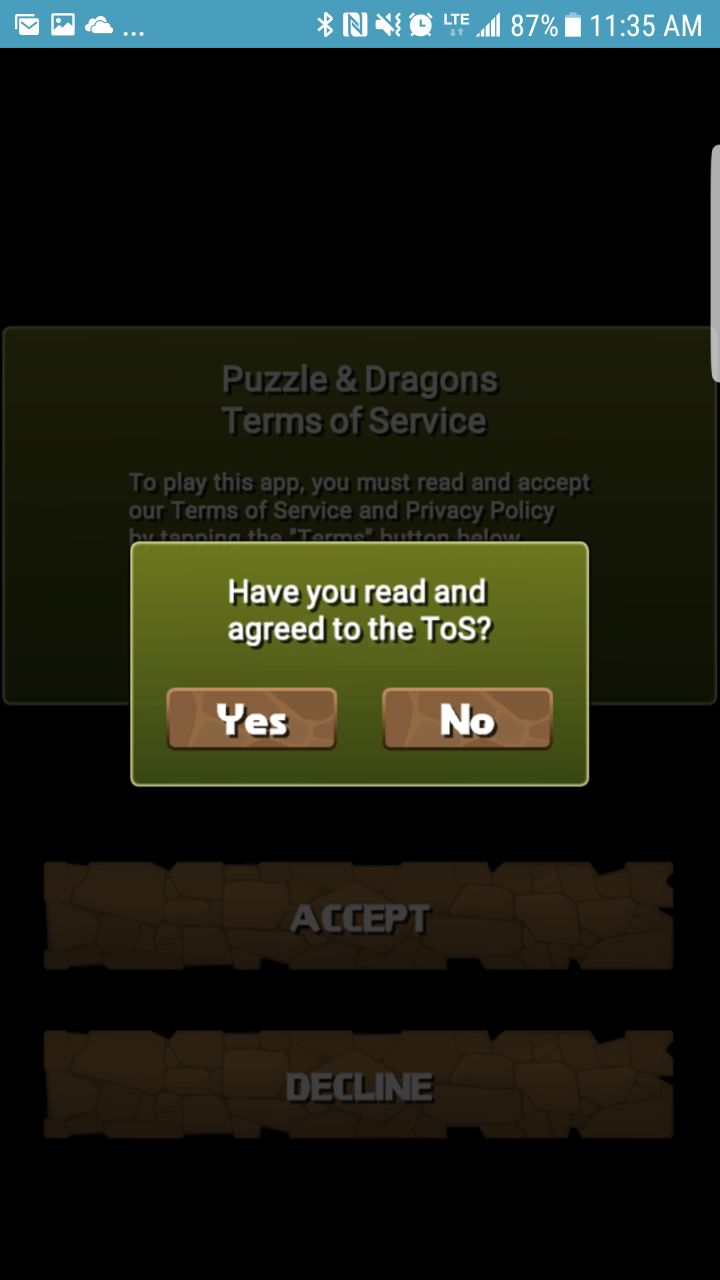 ... LTE 87% 11:35 AM
Puzzle & Dragons
Terms of Service
To play this app, you must read and accept
our Terms of Service and Privacy Policy
by tapping the "Terms" button below
Have you read and
agreed to the ToS?
Yes No
ACCEPT
DECLINE